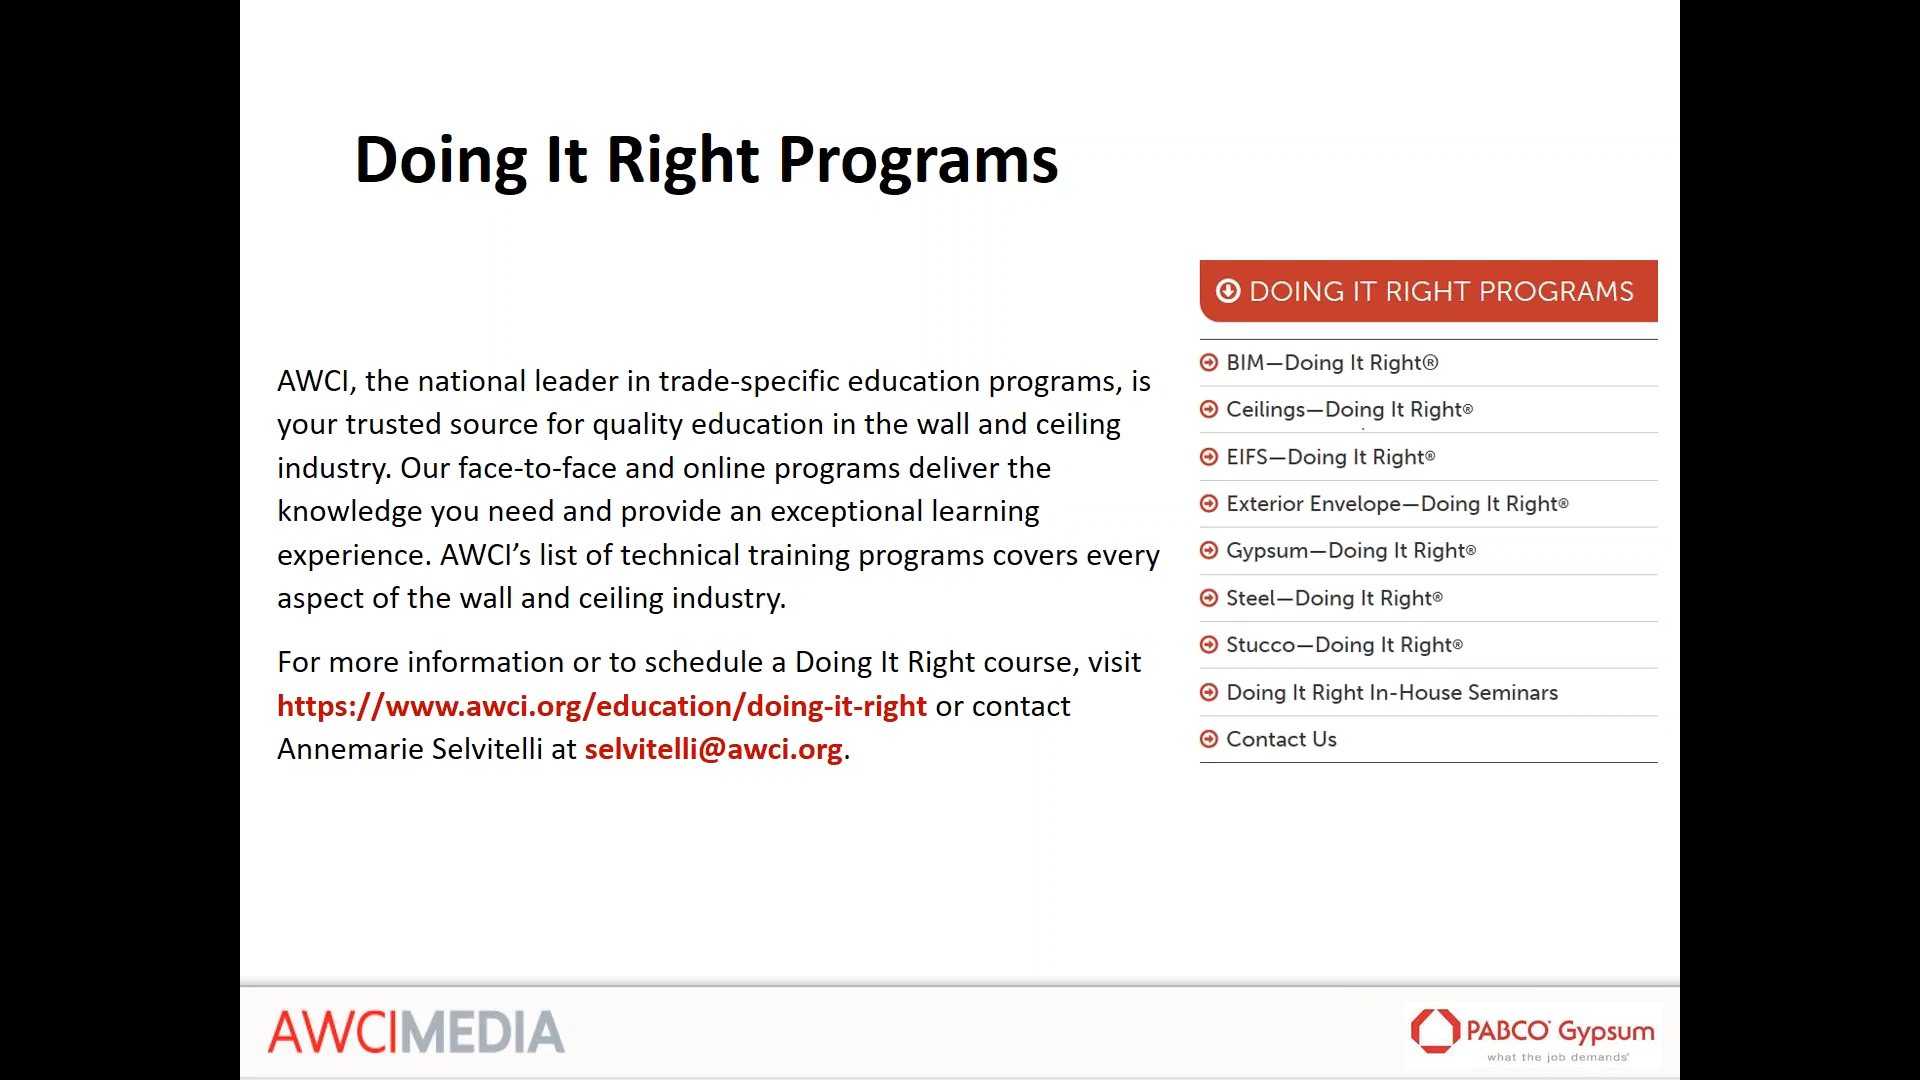 Doing It Right Programs
AWCI, the national leader in trade-specific education programs, is
your trusted source for quality education in the wall and ceiling
industry. Our face-to-face and online programs deliver the
knowledge you need and provide an exceptional learning
experience. AWCI’s list of technical training programs covers every
aspect of the wall and ceiling industry.
For more information or to schedule a Doing It Right course, visit
https://www.awci.org/education/doing-it-right or contact
Annemarie Selvitelli at selvitelli@awci.org.
DOING IT RIGHT PROGRAMS
BIM—Doing It Right®
Ceilings—Doing It Right®
EIFS—Doing It Right®
Exterior Envelope—Doing It Right®
Gypsum—Doing It Right®
Steel—Doing It Right®
Stucco—Doing It Right®
Doing It Right In-House Seminars
Contact Us
AWCIMEDIA
PABCO® Gypsum
what the job demands®